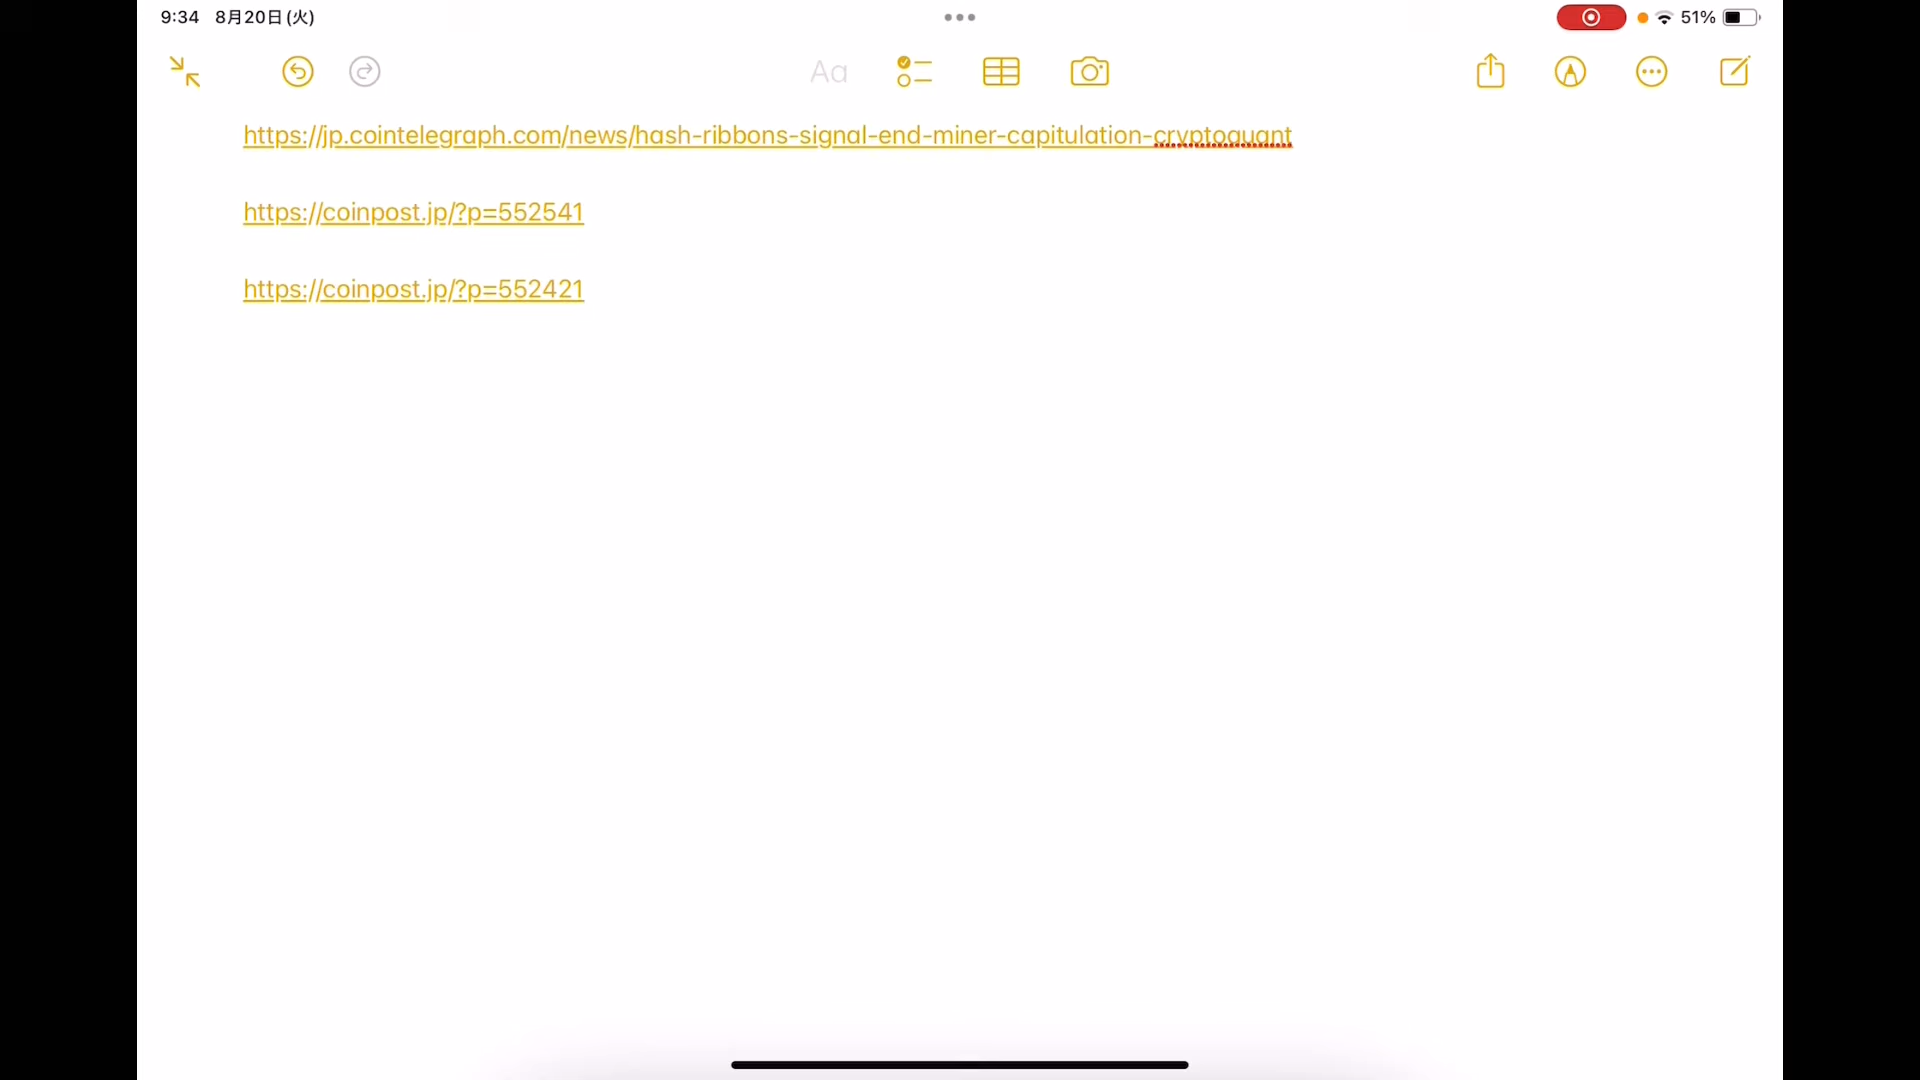 9:34 8月20日(火)
51%
Aa
https://jp.cointelegraph.com/news/hash-ribbons-signal-end-miner-capitulation-cryptoquant
https://coinpost.jp/?p=552541
https://coinpost.jp/?p=552421